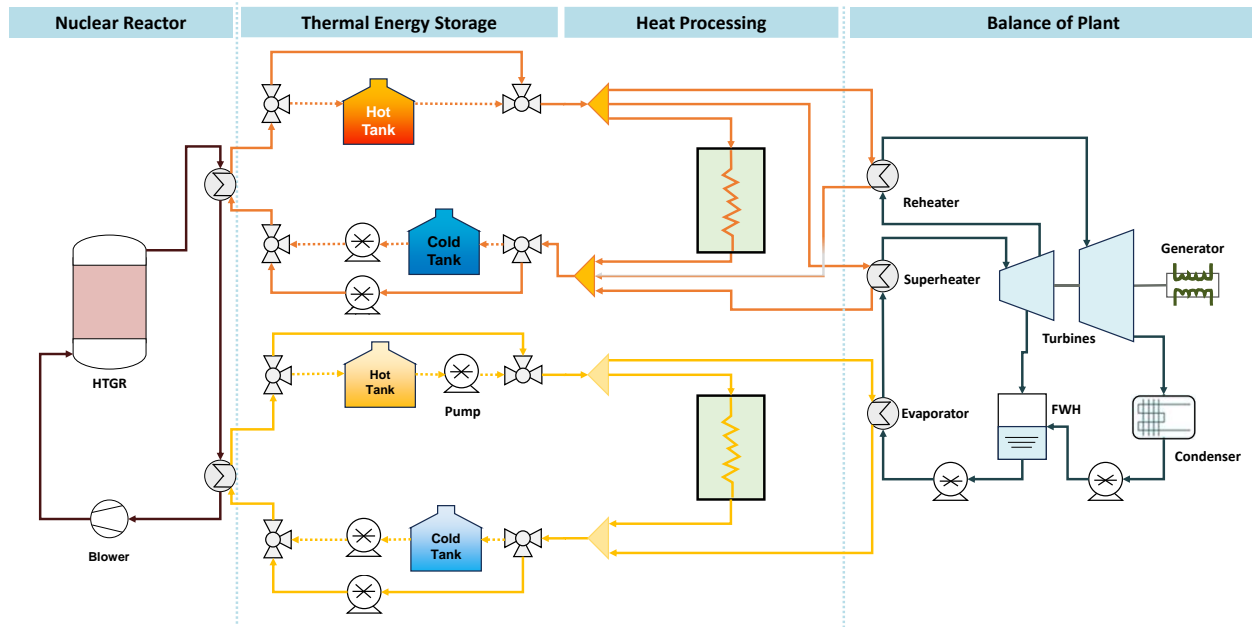 Nuclear Reactor
Thermal Energy Storage
Heat Processing
Balance of Plant
Hot
Tank
Reheater
Cold
Tank
Superheater
Generator
Turbines
HTGR
Hot
Tank
Pump
Evaporator
FWH
Condenser
Cold
Tank
Blower